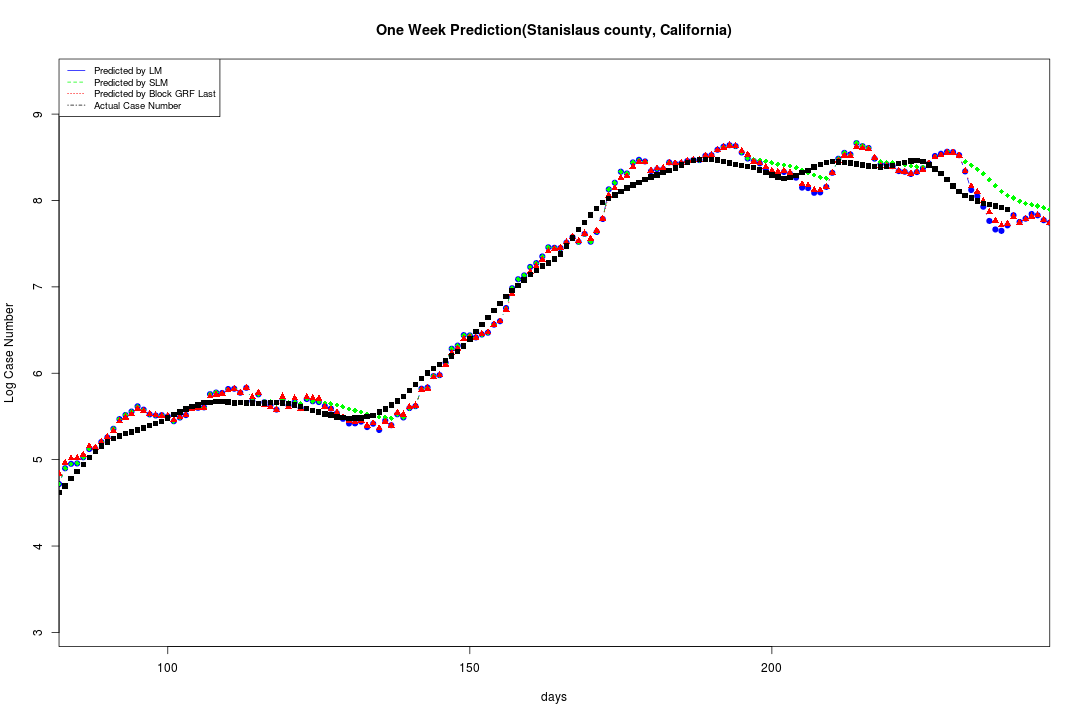 One Week Prediction(Stanislaus county, California)
Predicted by LM
Predicted by SLM
Predicted by Block GRF Last
Actual Case Number
9
8
7
6
5
4
3
Log Case Number
100 150 200
days